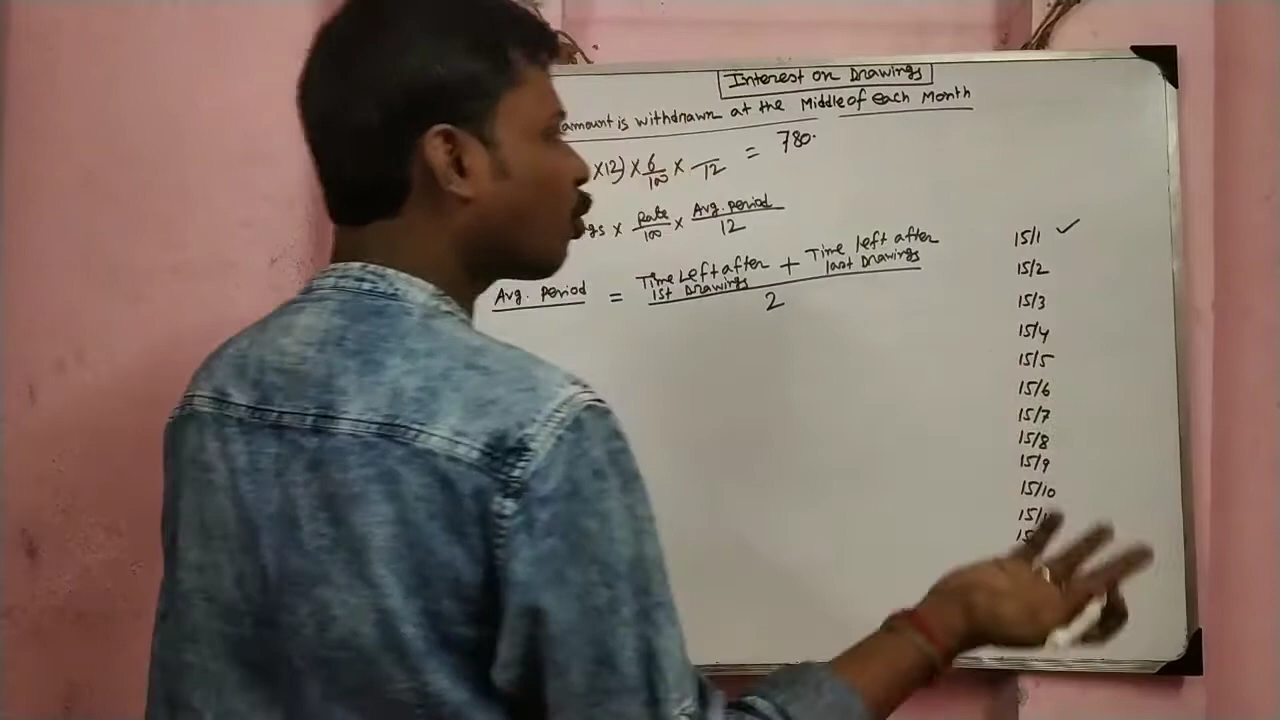 Interest on Drawings
amount is withdrawn at the Middle of each Month
×12) × 6/100 × /12 = 780.
gs × Rate/100 × Avg. period/12
Avg. Period = Time Left after 1st Drawings + Time left after last Drawings / 2
15/1 ✓
15/2
15/3
15/4
15/5
15/6
15/7
15/8
15/9
15/10